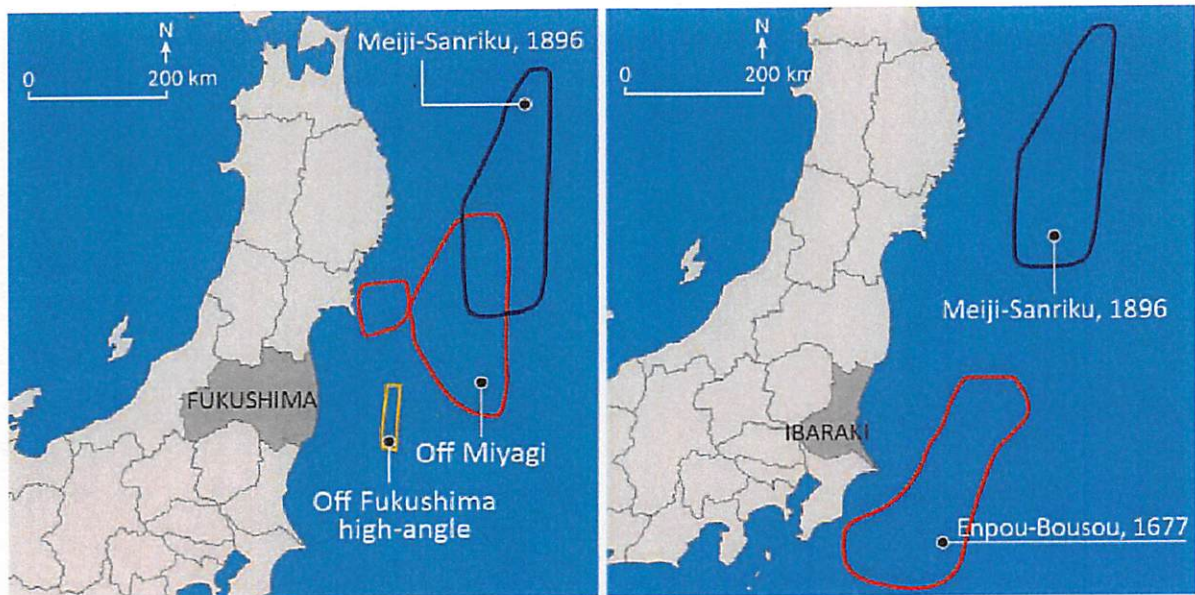 N
0
200 km
Meiji-Sanriku, 1896
FUKUSHIMA
Off Miyagi
Off Fukushima
high-angle
N
0
200 km
Meiji-Sanriku, 1896
IBARAKI
Enpou-Bousou, 1677